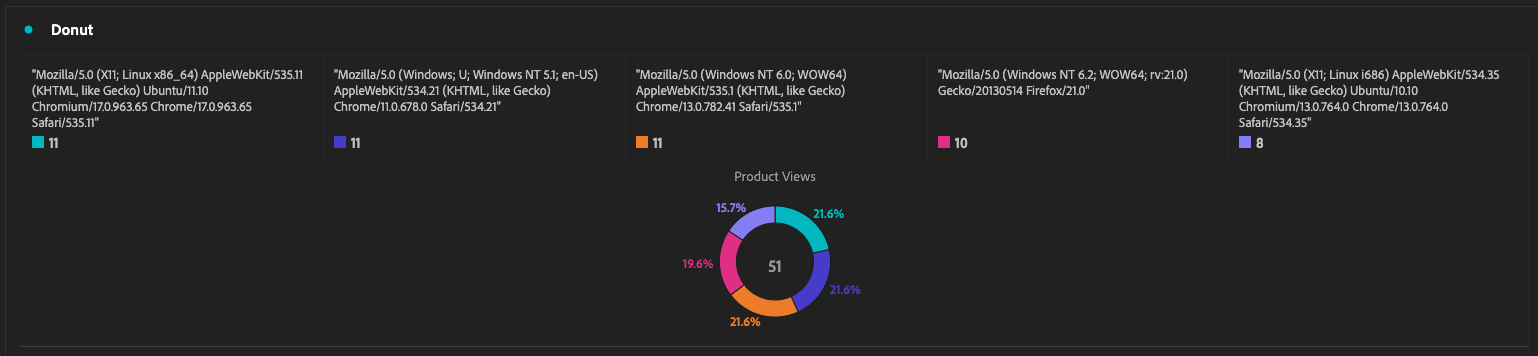 Donut
"Mozilla/5.0 (X11; Linux x86_64) AppleWebKit/535.11
(KHTML, like Gecko) Ubuntu/11.10
Chromium/17.0.963.65 Chrome/17.0.963.65
Safari/535.11"
11
"Mozilla/5.0 (Windows; U; Windows NT 5.1; en-US)
AppleWebKit/534.21 (KHTML, like Gecko)
Chrome/11.0.678.0 Safari/534.21"
11
"Mozilla/5.0 (Windows NT 6.0; WOW64)
AppleWebKit/535.1 (KHTML, like Gecko)
Chrome/13.0.782.41 Safari/535.1"
11
"Mozilla/5.0 (Windows NT 6.2; WOW64; rv:21.0)
Gecko/20130514 Firefox/21.0"
10
"Mozilla/5.0 (X11; Linux i686) AppleWebKit/534.35
(KHTML, like Gecko) Ubuntu/10.10
Chromium/13.0.764.0 Chrome/13.0.764.0
Safari/534.35"
8
Product Views
15.7%
21.6%
19.6%
51
21.6%
21.6%